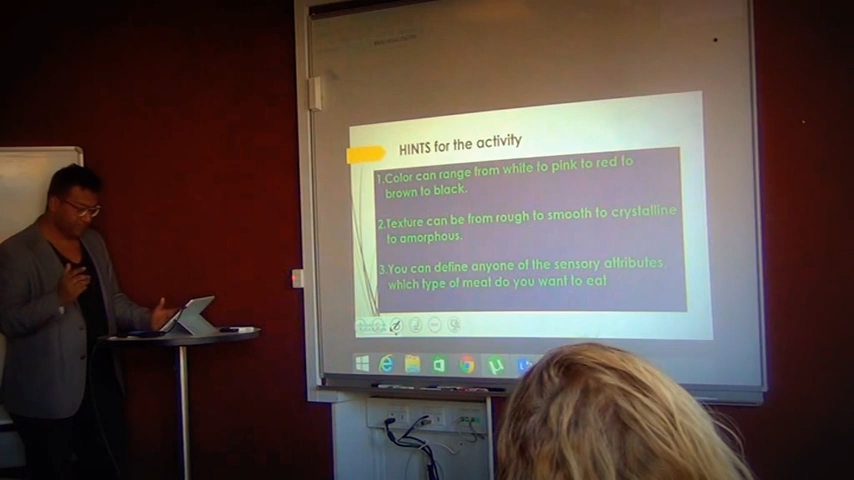 HINTS for the activity
1.Color can range from white to pink to red to
brown to black.
2.Texture can be from rough to smooth to crystalline
to amorphous.
3.You can define anyone of the sensory attributes,
which type of meat do you want to eat